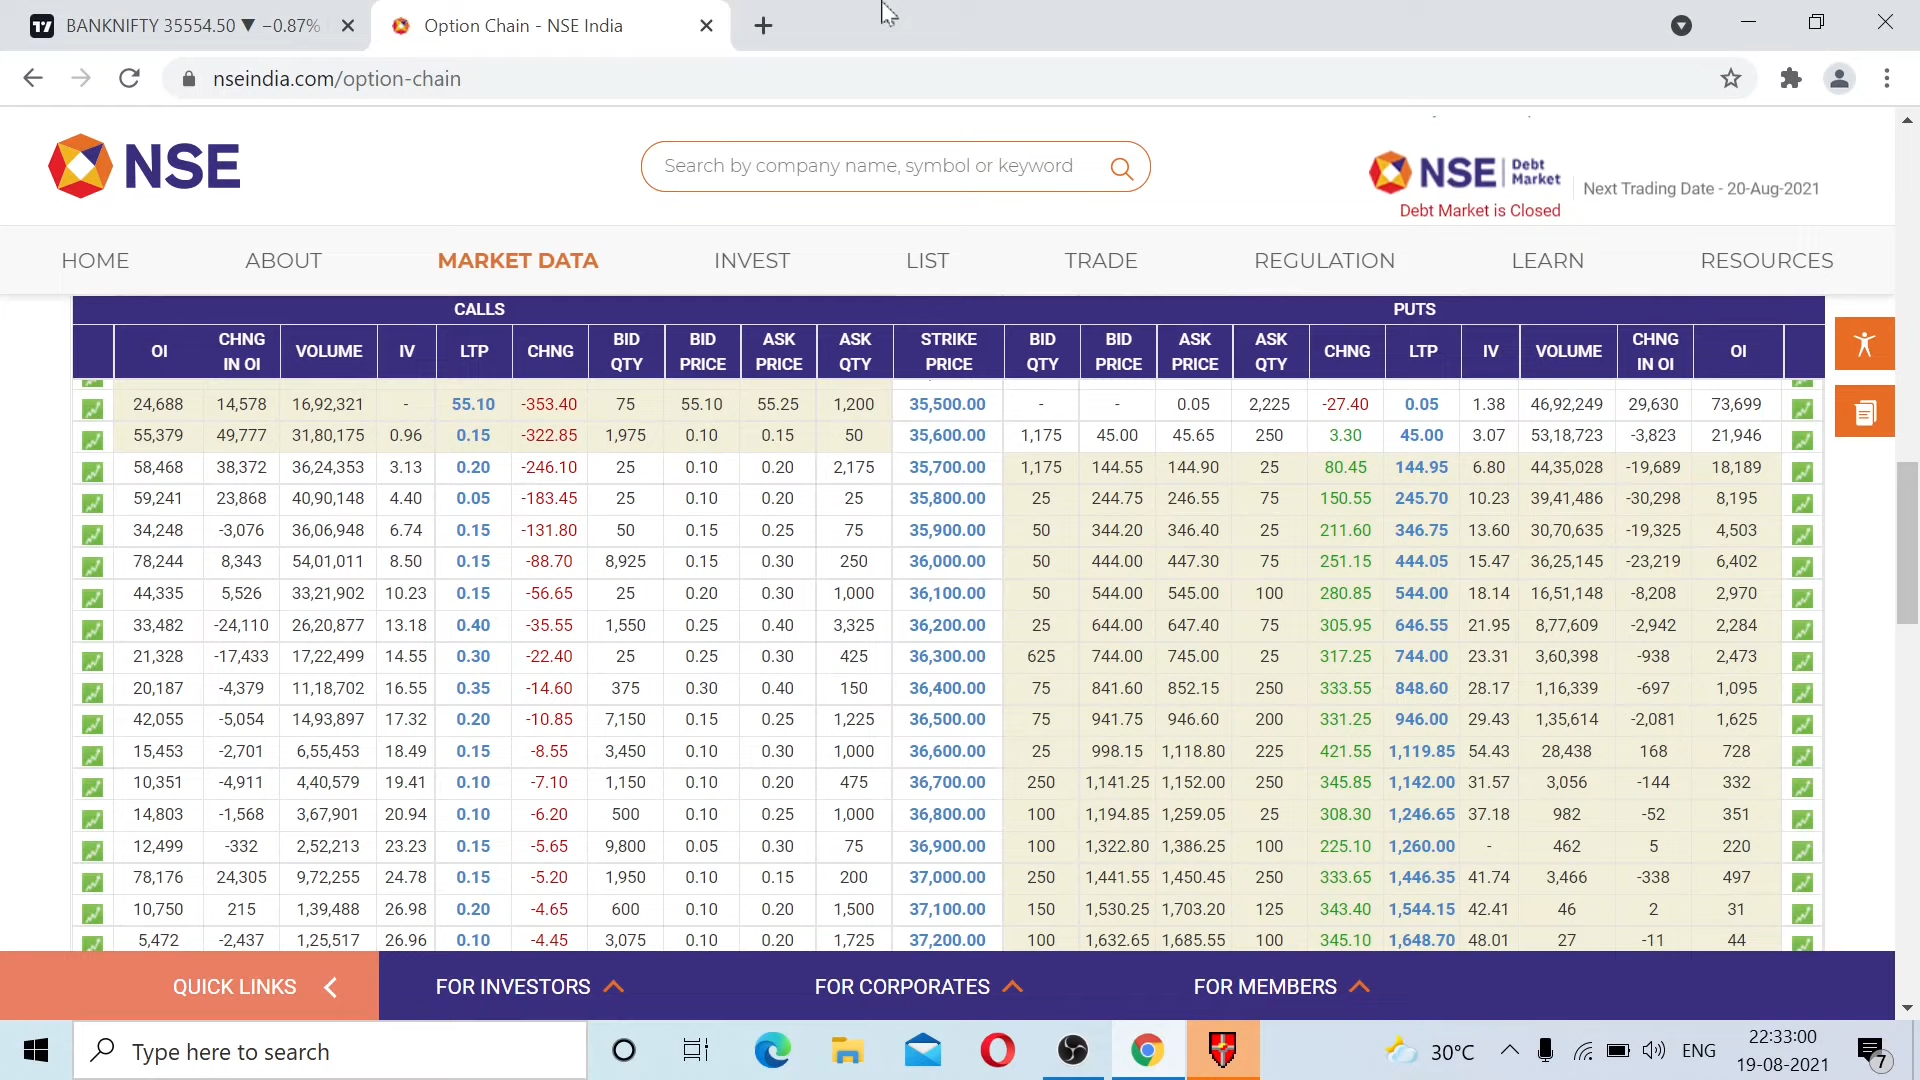 BANKNIFTY 35554.50 ▼ −0.87%
Option Chain - NSE India
nseindia.com/option-chain
NSE
Search by company name, symbol or keyword
NSE Debt Market
Next Trading Date - 20-Aug-2021
Debt Market is Closed
HOME ABOUT MARKET DATA INVEST LIST TRADE REGULATION LEARN RESOURCES
CALLS PUTS
OI CHNG IN OI VOLUME IV LTP CHNG BID QTY BID PRICE ASK PRICE ASK QTY STRIKE PRICE BID QTY BID PRICE ASK PRICE ASK QTY CHNG LTP IV VOLUME CHNG IN OI OI
24,688 14,578 16,92,321 - 55.10 -353.40 75 55.10 55.25 1,200 35,500.00 - - 0.05 2,225 -27.40 0.05 1.38 46,92,249 29,630 73,699
55,379 49,777 31,80,175 0.96 0.15 -322.85 1,975 0.10 0.15 50 35,600.00 1,175 45.00 45.65 250 3.30 45.00 3.07 53,18,723 -3,823 21,946
58,468 38,372 36,24,353 3.13 0.20 -246.10 25 0.10 0.20 2,175 35,700.00 1,175 144.55 144.90 25 80.45 144.95 6.80 44,35,028 -19,689 18,189
59,241 23,868 40,90,148 4.40 0.05 -183.45 25 0.10 0.20 25 35,800.00 25 244.75 246.55 75 150.55 245.70 10.23 39,41,486 -30,298 8,195
34,248 -3,076 36,06,948 6.74 0.15 -131.80 50 0.15 0.25 75 35,900.00 50 344.20 346.40 25 211.60 346.75 13.60 30,70,635 -19,325 4,503
78,244 8,343 54,01,011 8.50 0.15 -88.70 8,925 0.15 0.30 250 36,000.00 50 444.00 447.30 75 251.15 444.05 15.47 36,25,145 -23,219 6,402
44,335 5,526 33,21,902 10.23 0.15 -56.65 25 0.20 0.30 1,000 36,100.00 50 544.00 545.00 100 280.85 544.00 18.14 16,51,148 -8,208 2,970
33,482 -24,110 26,20,877 13.18 0.40 -35.55 1,550 0.25 0.40 3,325 36,200.00 25 644.00 647.40 75 305.95 646.55 21.95 8,77,609 -2,942 2,284
21,328 -17,433 17,22,499 14.55 0.30 -22.40 25 0.25 0.30 425 36,300.00 625 744.00 745.00 25 317.25 744.00 23.31 3,60,398 -938 2,473
20,187 -4,379 11,18,702 16.55 0.35 -14.60 375 0.30 0.40 150 36,400.00 75 841.60 852.15 250 333.55 848.60 28.17 1,16,339 -697 1,095
42,055 -5,054 14,93,897 17.32 0.20 -10.85 7,150 0.15 0.25 1,225 36,500.00 75 941.75 946.60 200 331.25 946.00 29.43 1,35,614 -2,081 1,625
15,453 -2,701 6,55,453 18.49 0.15 -8.55 3,450 0.10 0.30 1,000 36,600.00 25 998.15 1,118.80 225 421.55 1,119.85 54.43 28,438 168 728
10,351 -4,911 4,40,579 19.41 0.10 -7.10 1,150 0.10 0.20 475 36,700.00 250 1,141.25 1,152.00 250 345.85 1,142.00 31.57 3,056 -144 332
14,803 -1,568 3,67,901 20.94 0.10 -6.20 500 0.10 0.25 1,000 36,800.00 100 1,194.85 1,259.05 25 308.30 1,246.65 37.18 982 -52 351
12,499 -332 2,52,213 23.23 0.15 -5.65 9,800 0.05 0.30 75 36,900.00 100 1,322.80 1,386.25 100 225.10 1,260.00 - 462 5 220
78,176 24,305 9,72,255 24.78 0.15 -5.20 1,950 0.10 0.15 200 37,000.00 250 1,441.55 1,450.45 250 333.65 1,446.35 41.74 3,466 -338 497
10,750 215 1,39,488 26.98 0.20 -4.65 600 0.10 0.20 1,500 37,100.00 150 1,530.25 1,703.20 125 343.40 1,544.15 42.41 46 2 31
5,472 -2,437 1,25,517 26.96 0.10 -4.45 3,075 0.10 0.20 1,725 37,200.00 100 1,632.65 1,685.55 100 345.10 1,648.70 48.01 27 -11 44
QUICK LINKS FOR INVESTORS FOR CORPORATES FOR MEMBERS
Type here to search
30°C
ENG
22:33:00
19-08-2021
7